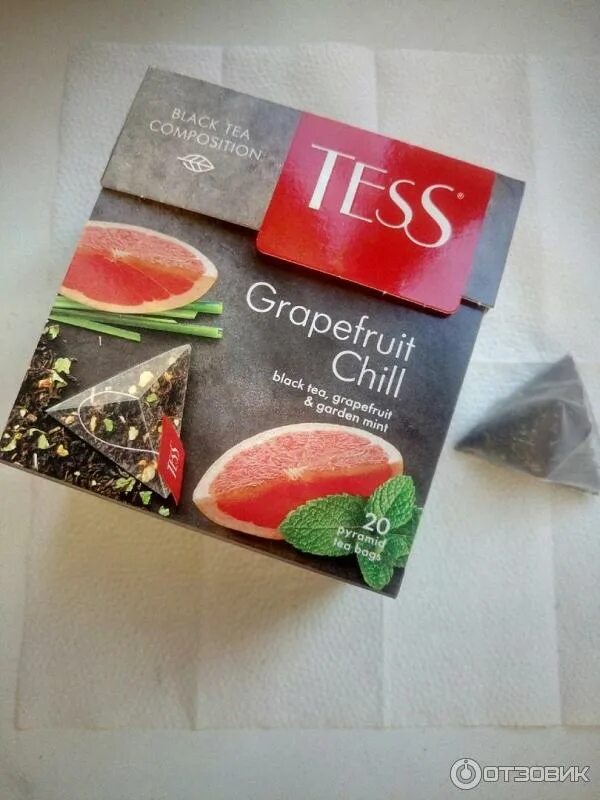 BLACK TEA
COMPOSITION
TESS®
Grapefruit
Chill
black tea, grapefruit
& garden mint
TESS
20
pyramid
tea bags
ОТЗОВИК